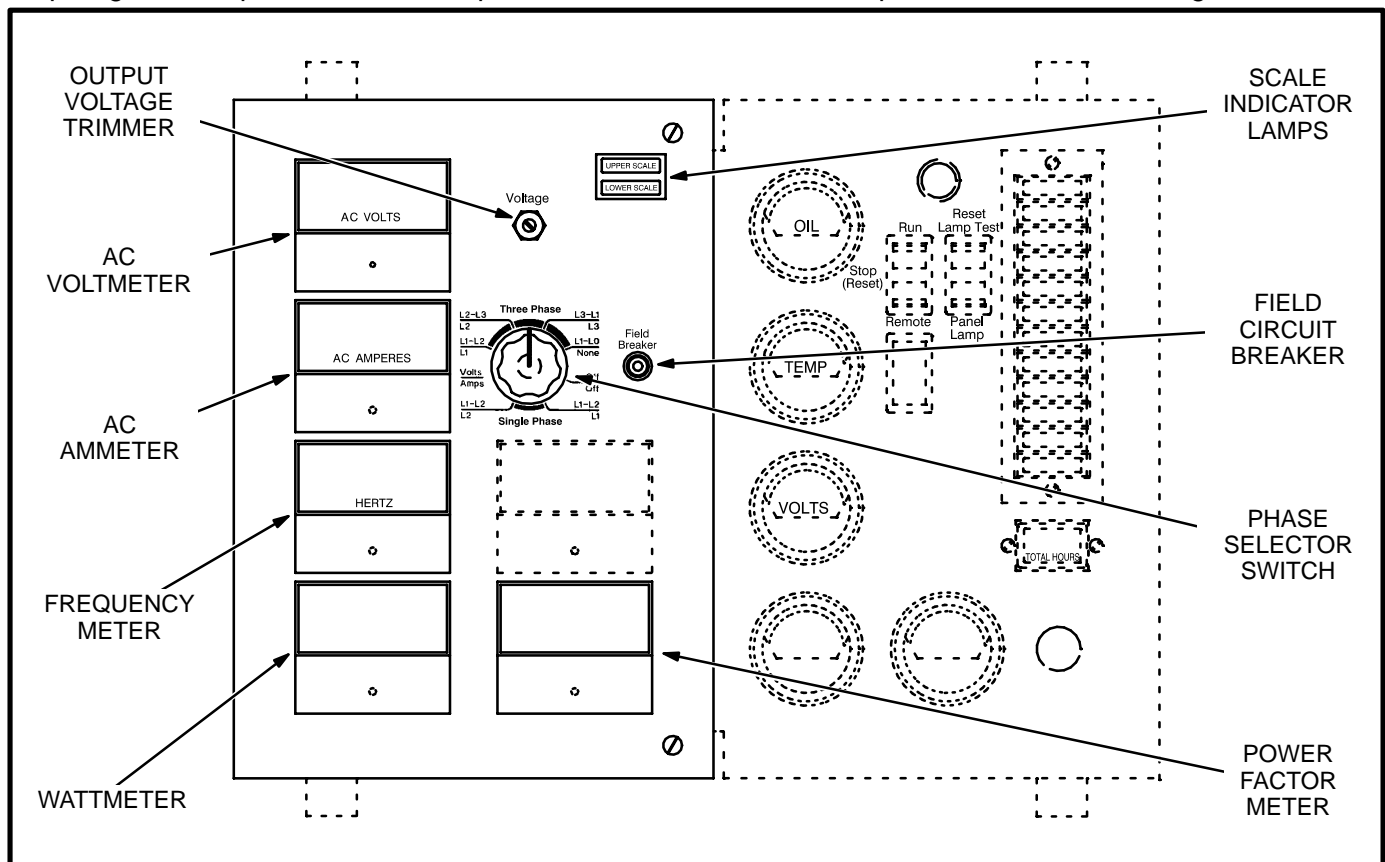 OUTPUT
VOLTAGE
TRIMMER
AC
VOLTMETER
AC
AMMETER
FREQUENCY
METER
WATTMETER
AC VOLTS
AC AMPERES
HERTZ
Voltage
UPPER SCALE
LOWER SCALE
Three Phase
L2–L3
L2
L3–L1
L3
L1–L2
L1
L1–L0
None
Volts
Amps
Off
L1–L2
L2
L1–L2
L1
Single Phase
Field
Breaker
OIL
TEMP
VOLTS
Run
Reset
Lamp Test
Stop
(Reset)
Remote
Panel
Lamp
TOTAL HOURS
SCALE
INDICATOR
LAMPS
FIELD
CIRCUIT
BREAKER
PHASE
SELECTOR
SWITCH
POWER
FACTOR
METER